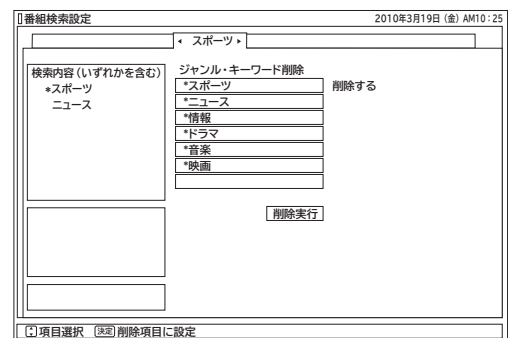 番組検索設定 2010年3月19日（金）AM10：25
スポーツ
検索内容（いずれかを含む）
*スポーツ
ニュース
ジャンル・キーワード削除
*スポーツ 削除する
*ニュース
*情報
*ドラマ
*音楽
*映画
削除実行
項目選択 決定 削除項目に設定